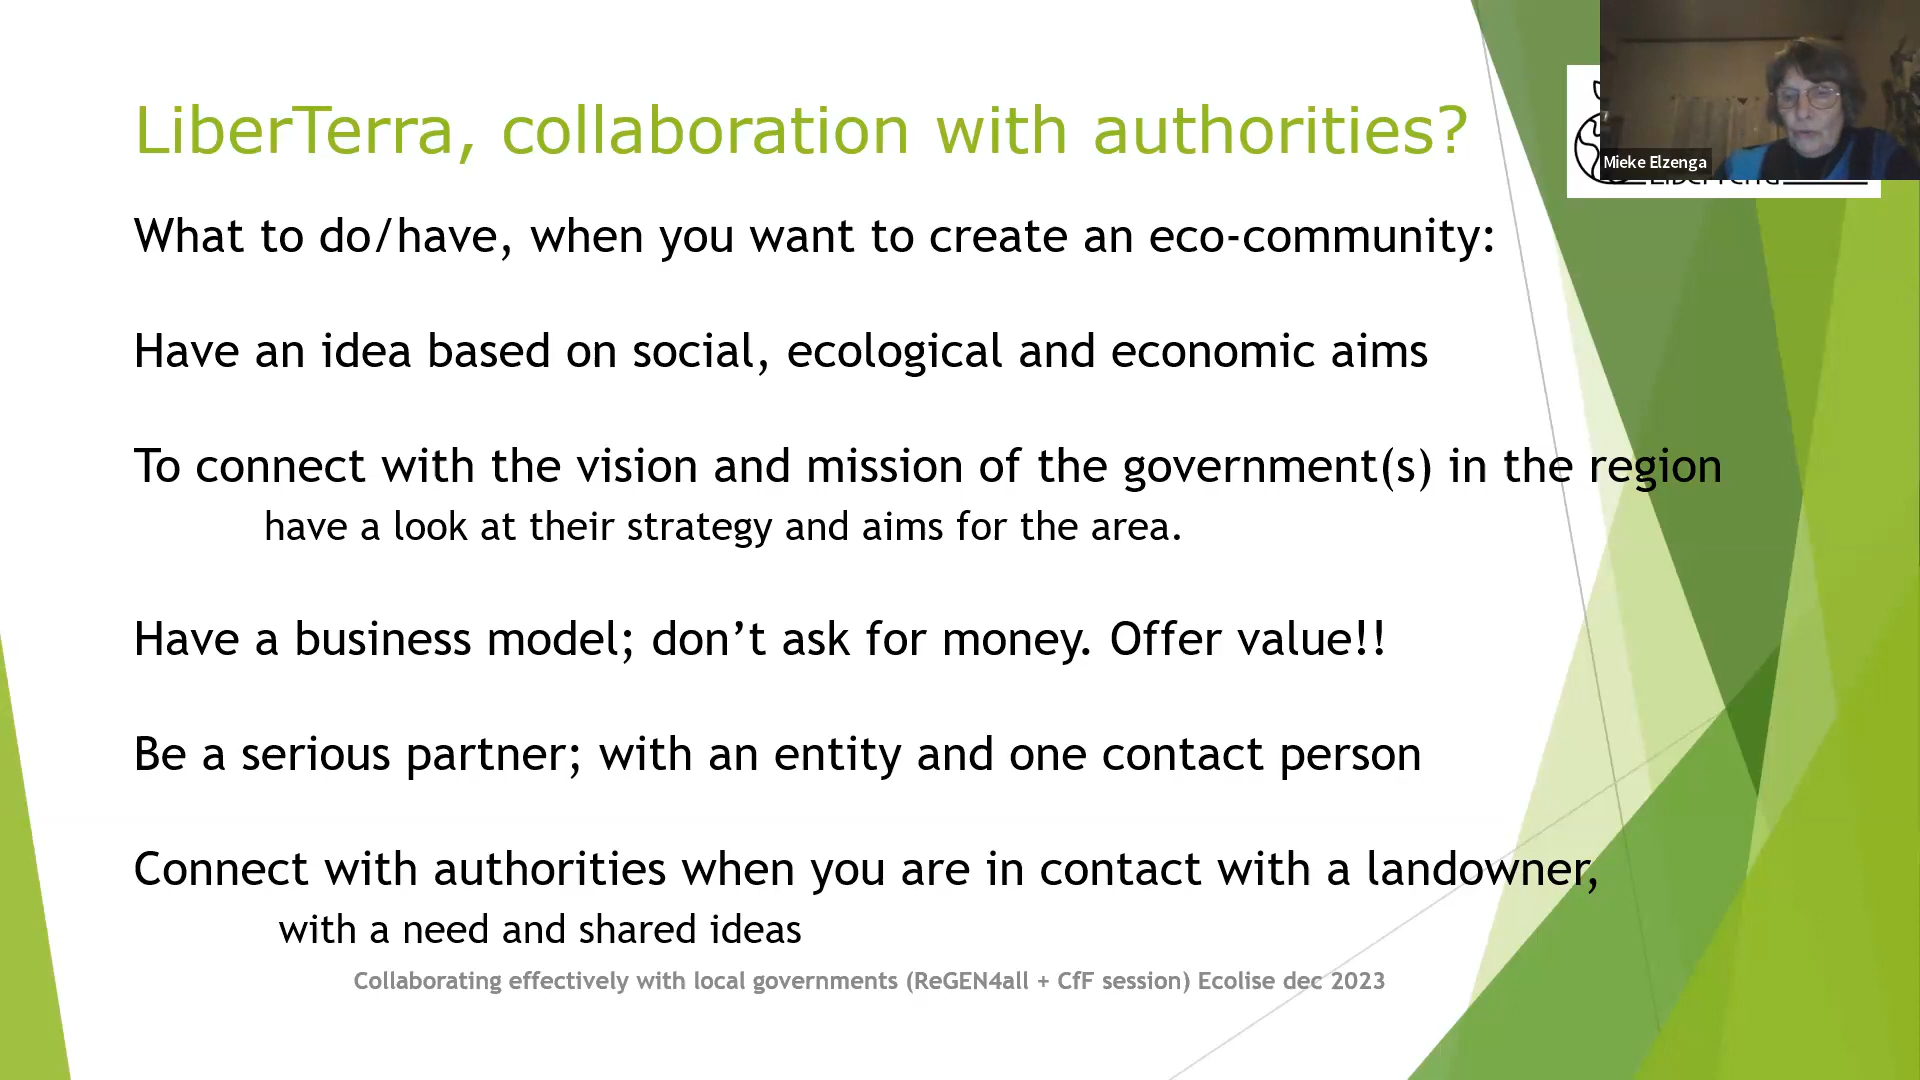 LiberTerra, collaboration with authorities?
Mieke Elzenga
What to do/have, when you want to create an eco-community:
Have an idea based on social, ecological and economic aims
To connect with the vision and mission of the government(s) in the region
have a look at their strategy and aims for the area.
Have a business model; don’t ask for money. Offer value!!
Be a serious partner; with an entity and one contact person
Connect with authorities when you are in contact with a landowner,
with a need and shared ideas
Collaborating effectively with local governments (ReGEN4all + CfF session) Ecolise dec 2023